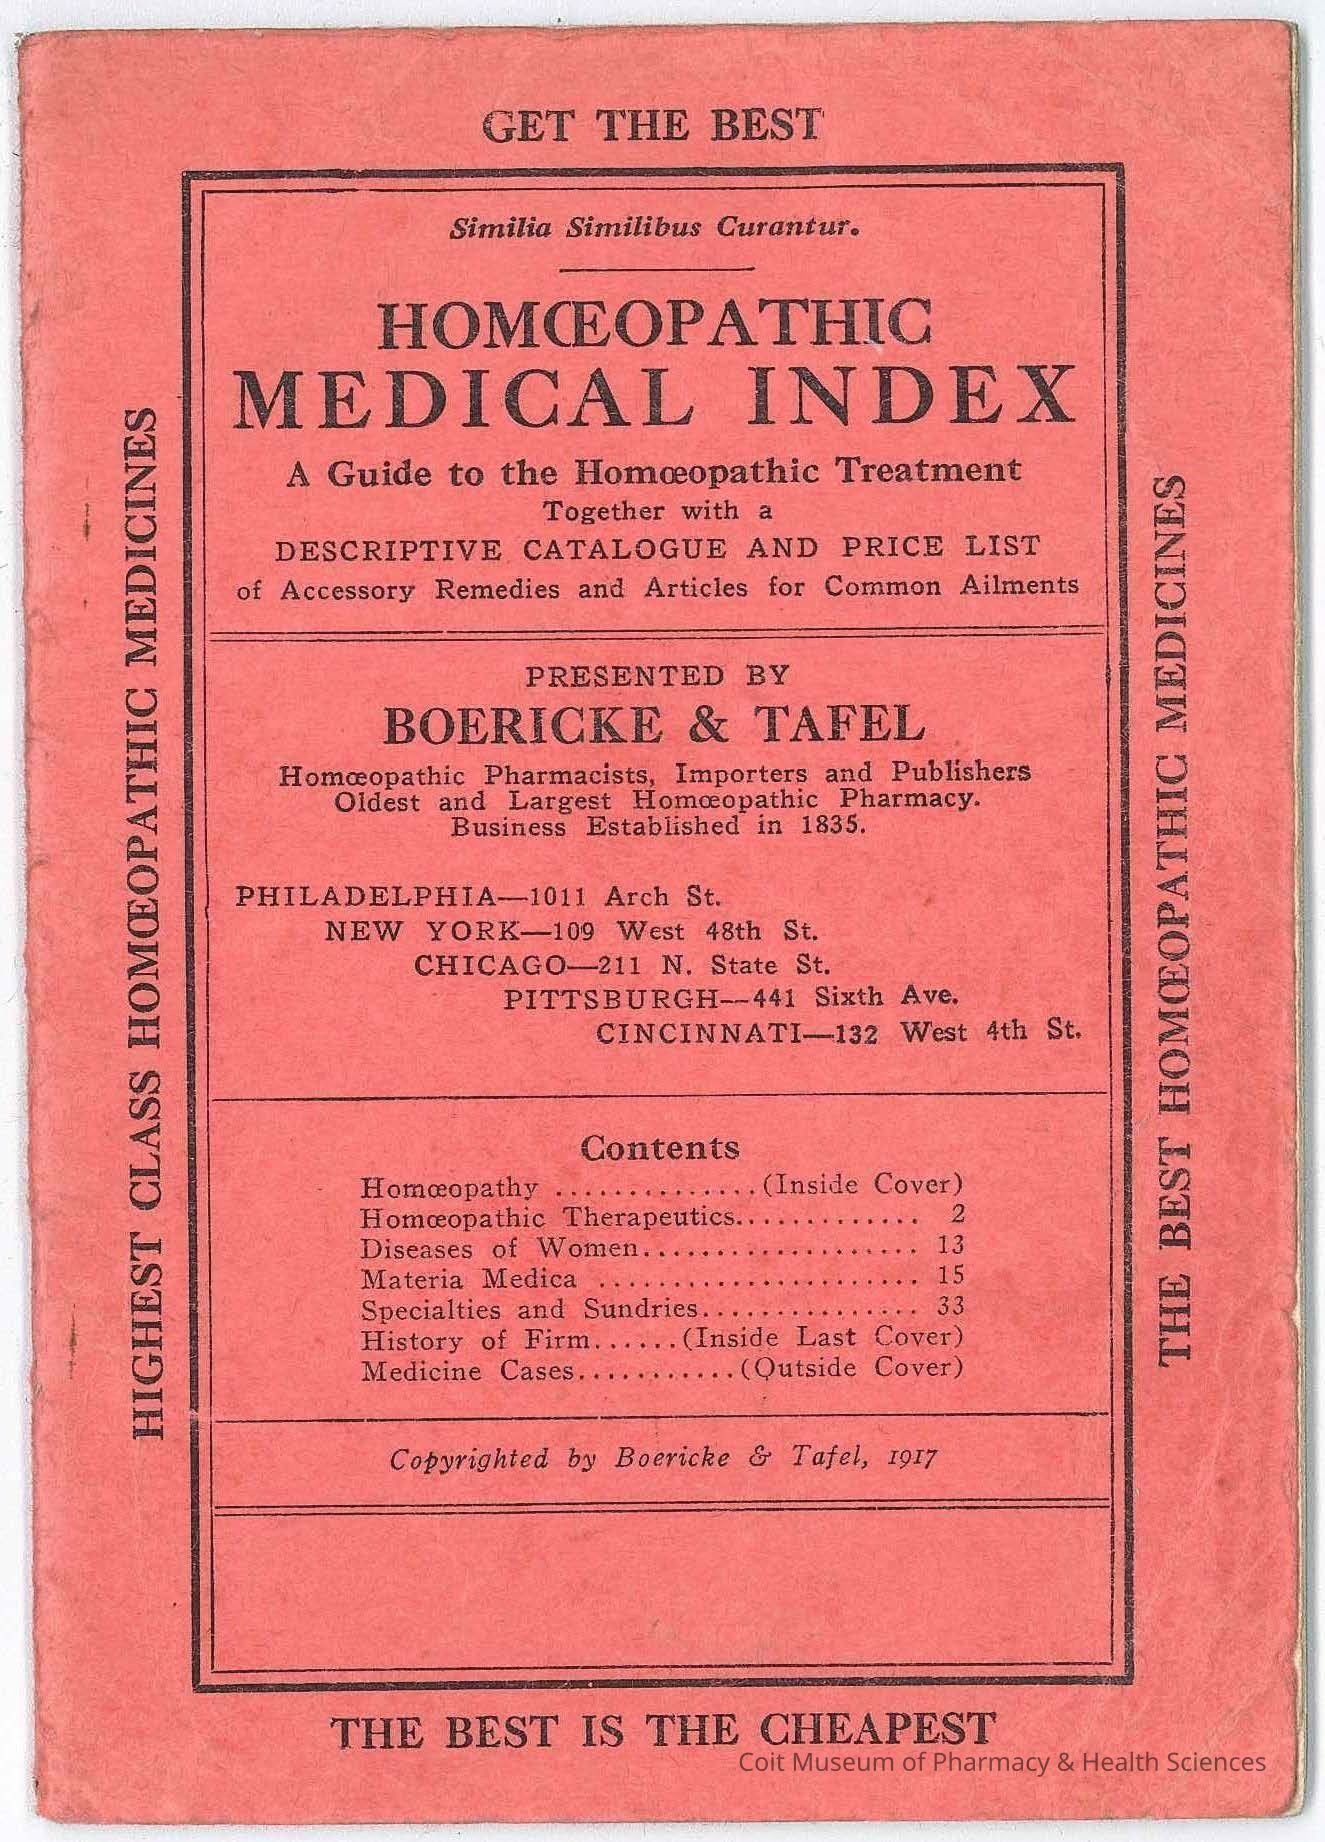 GET THE BEST
Similia Similibus Curantur.
HOMŒOPATHIC
MEDICAL INDEX
A Guide to the Homœopathic Treatment
Together with a
DESCRIPTIVE CATALOGUE AND PRICE LIST
of Accessory Remedies and Articles for Common Ailments
PRESENTED BY
BOERICKE & TAFEL
Homœopathic Pharmacists, Importers and Publishers
Oldest and Largest Homœopathic Pharmacy.
Business Established in 1835.
PHILADELPHIA—1011 Arch St.
NEW YORK—109 West 48th St.
CHICAGO—211 N. State St.
PITTSBURGH—441 Sixth Ave.
CINCINNATI—132 West 4th St.
Contents
Homœopathy ..............(Inside Cover)
Homœopathic Therapeutics............. 2
Diseases of Women................... 13
Materia Medica ...................... 15
Specialties and Sundries............... 33
History of Firm......(Inside Last Cover)
Medicine Cases...........(Outside Cover)
Copyrighted by Boericke & Tafel, 1917
HIGHEST CLASS HOMŒOPATHIC MEDICINES
THE BEST HOMŒOPATHIC MEDICINES
THE BEST IS THE CHEAPEST
Coit Museum of Pharmacy & Health Sciences